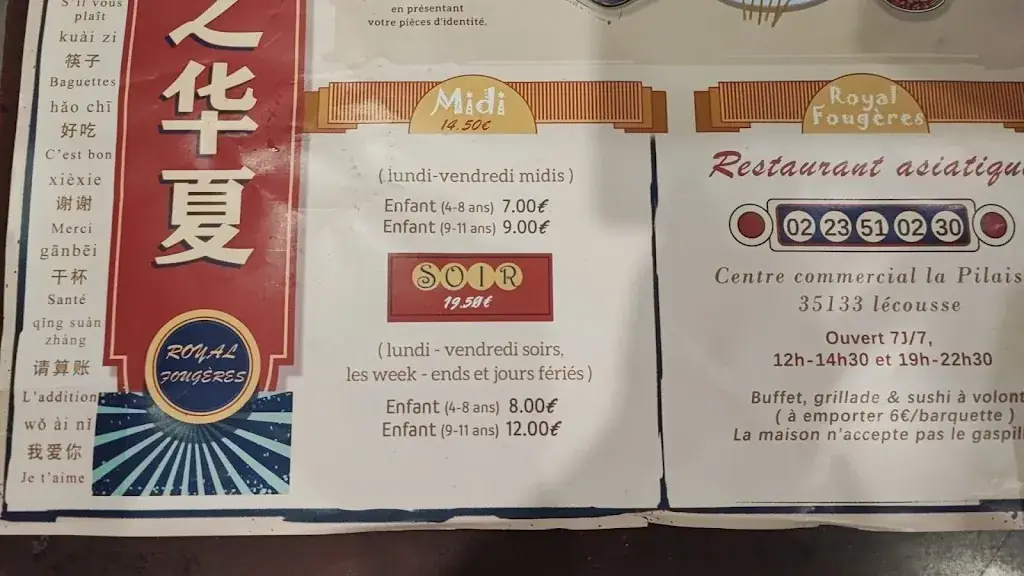 S'il vous
plaît
kuài zi
筷子
Baguettes
hǎo chī
好吃
C'est bon
xièxie
谢谢
Merci
gānbēi
干杯
Santé
qǐng suàn
zhàng
请算账
L'addition
wǒ ài nǐ
我爱你
Je t'aime
之
华
夏
ROYAL
FOUGÈRES
en présentant
votre pièces d'identité.
Midi
14.50€
( lundi-vendredi midis )
Enfant (4-8 ans) 7.00€
Enfant (9-11 ans) 9.00€
SOIR
19.50€
( lundi - vendredi soirs,
les week - ends et jours fériés )
Enfant (4-8 ans) 8.00€
Enfant (9-11 ans) 12.00€
Royal
Fougères
Restaurant asiatiqu
02 23 51 02 30
Centre commercial la Pilais
35133 lécousse
Ouvert 7J/7,
12h-14h30 et 19h-22h30
Buffet, grillade & sushi à volont
( à emporter 6€/barquette )
La maison n'accepte pas le gaspil